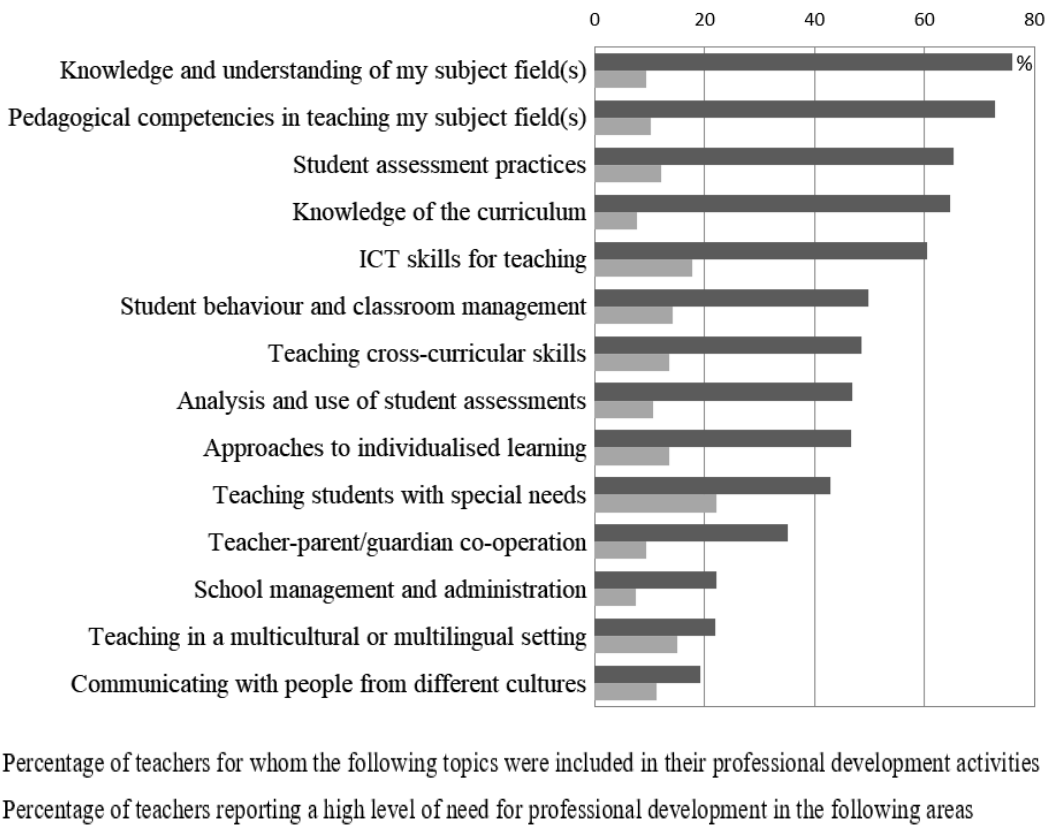 0 20 40 60 80
Knowledge and understanding of my subject field(s)
%
Pedagogical competencies in teaching my subject field(s)
Student assessment practices
Knowledge of the curriculum
ICT skills for teaching
Student behaviour and classroom management
Teaching cross-curricular skills
Analysis and use of student assessments
Approaches to individualised learning
Teaching students with special needs
Teacher-parent/guardian co-operation
School management and administration
Teaching in a multicultural or multilingual setting
Communicating with people from different cultures
Percentage of teachers for whom the following topics were included in their professional development activities
Percentage of teachers reporting a high level of need for professional development in the following areas